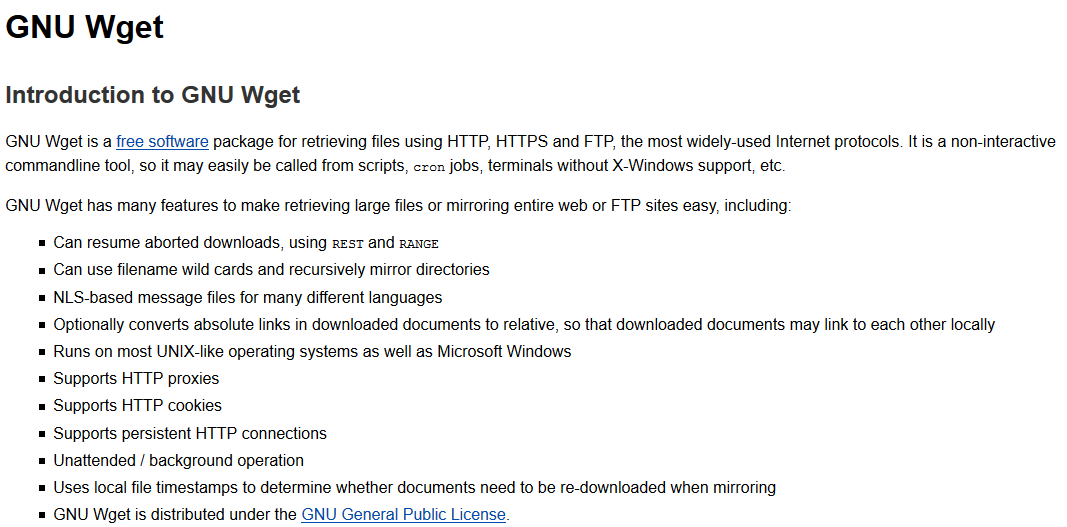 GNU Wget
Introduction to GNU Wget
GNU Wget is a free software package for retrieving files using HTTP, HTTPS and FTP, the most widely-used Internet protocols. It is a non-interactive
commandline tool, so it may easily be called from scripts, cron jobs, terminals without X-Windows support, etc.
GNU Wget has many features to make retrieving large files or mirroring entire web or FTP sites easy, including:
▪ Can resume aborted downloads, using REST and RANGE
▪ Can use filename wild cards and recursively mirror directories
▪ NLS-based message files for many different languages
▪ Optionally converts absolute links in downloaded documents to relative, so that downloaded documents may link to each other locally
▪ Runs on most UNIX-like operating systems as well as Microsoft Windows
▪ Supports HTTP proxies
▪ Supports HTTP cookies
▪ Supports persistent HTTP connections
▪ Unattended / background operation
▪ Uses local file timestamps to determine whether documents need to be re-downloaded when mirroring
▪ GNU Wget is distributed under the GNU General Public License.